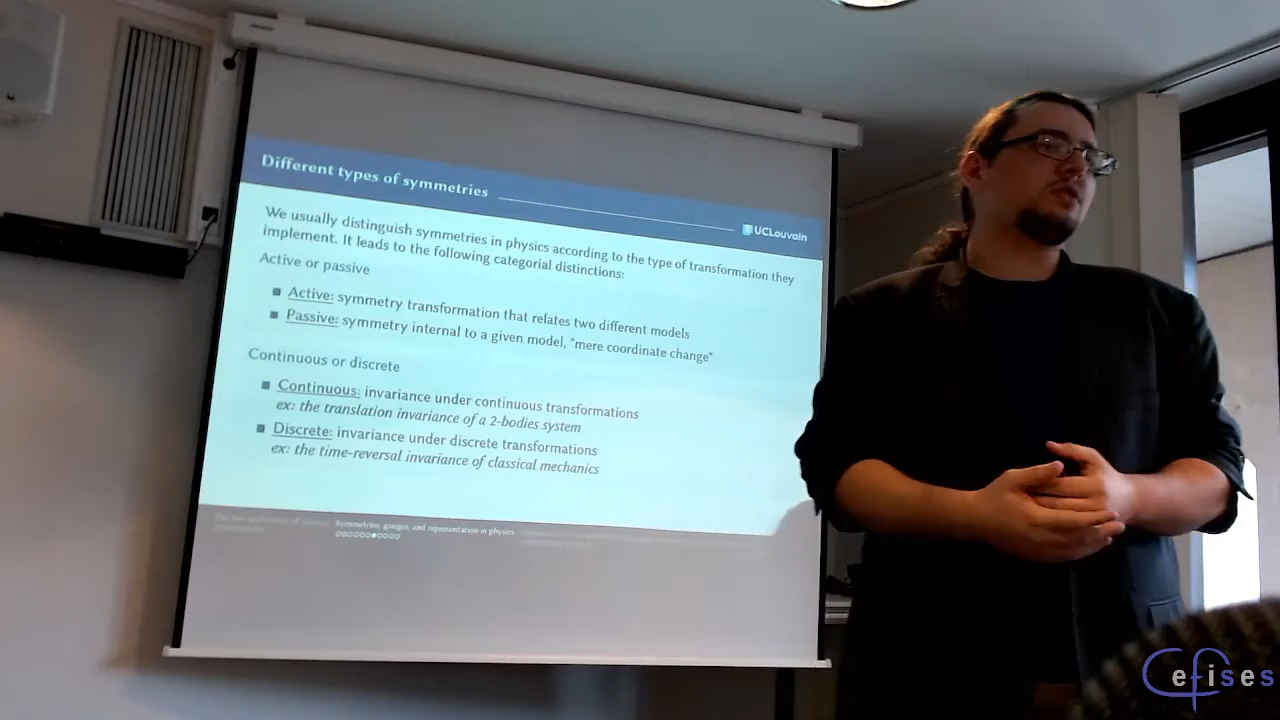 Different types of symmetries
UCLouvain
We usually distinguish symmetries in physics according to the type of transformation they
implement. It leads to the following categorial distinctions:
Active or passive
Active: symmetry transformation that relates two different models
Passive: symmetry internal to a given model, "mere coordinate change"
Continuous or discrete
Continuous: invariance under continuous transformations
ex: the translation invariance of a 2-bodies system
Discrete: invariance under discrete transformations
ex: the time-reversal invariance of classical mechanics
Symmetries, gauges, and representation in physics
Cefises